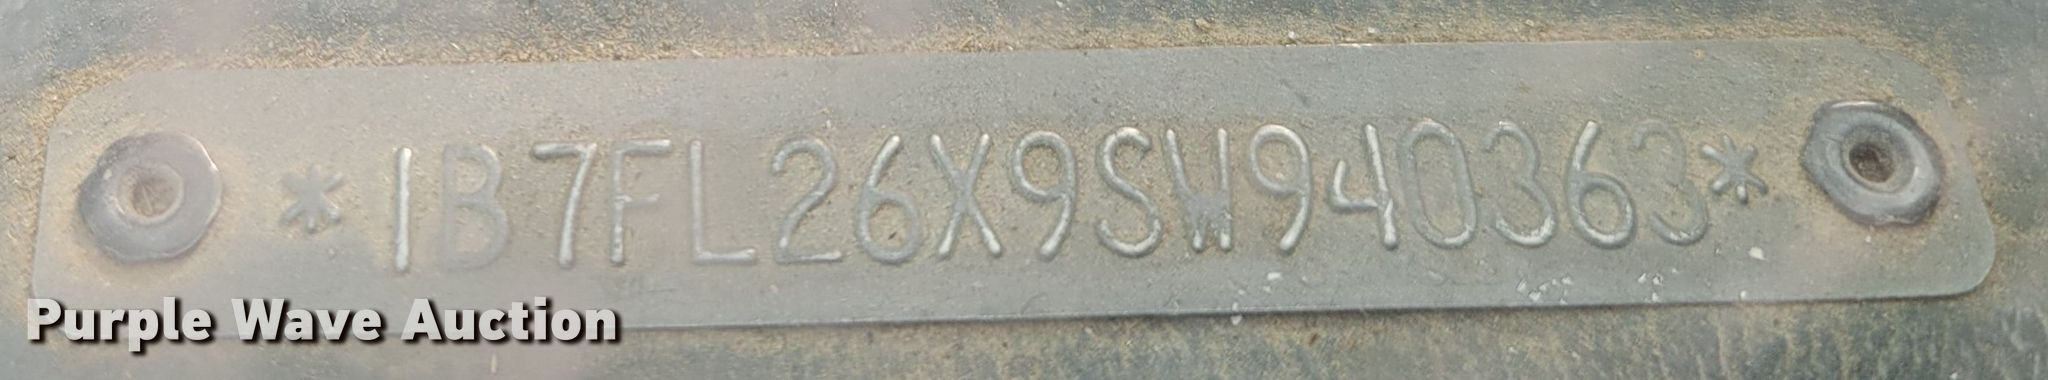 *1B7FL26X9SW940363*
Purple Wave Auction